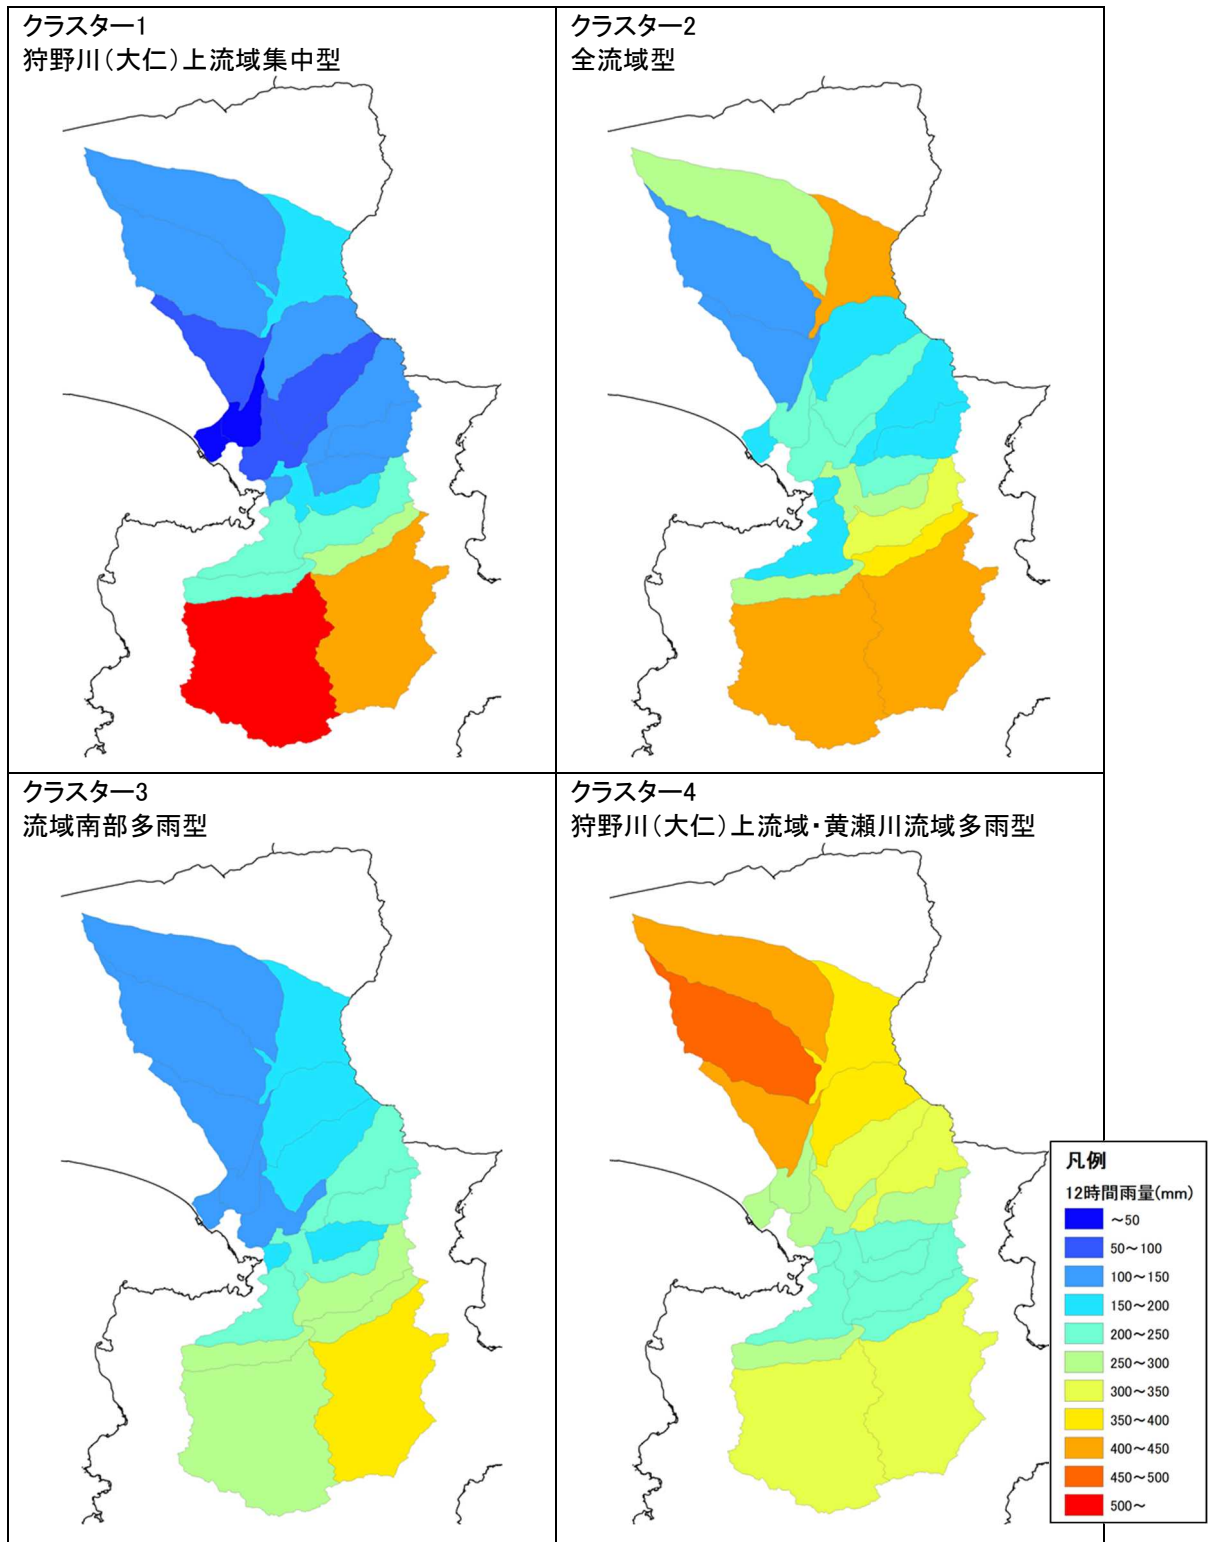 クラスター1
狩野川（大仁）上流域集中型
クラスター2
全流域型
クラスター3
流域南部多雨型
クラスター4
狩野川（大仁）上流域・黄瀬川流域多雨型
凡例
12時間雨量(mm)
～50
50～100
100～150
150～200
200～250
250～300
300～350
350～400
400～450
450～500
500～